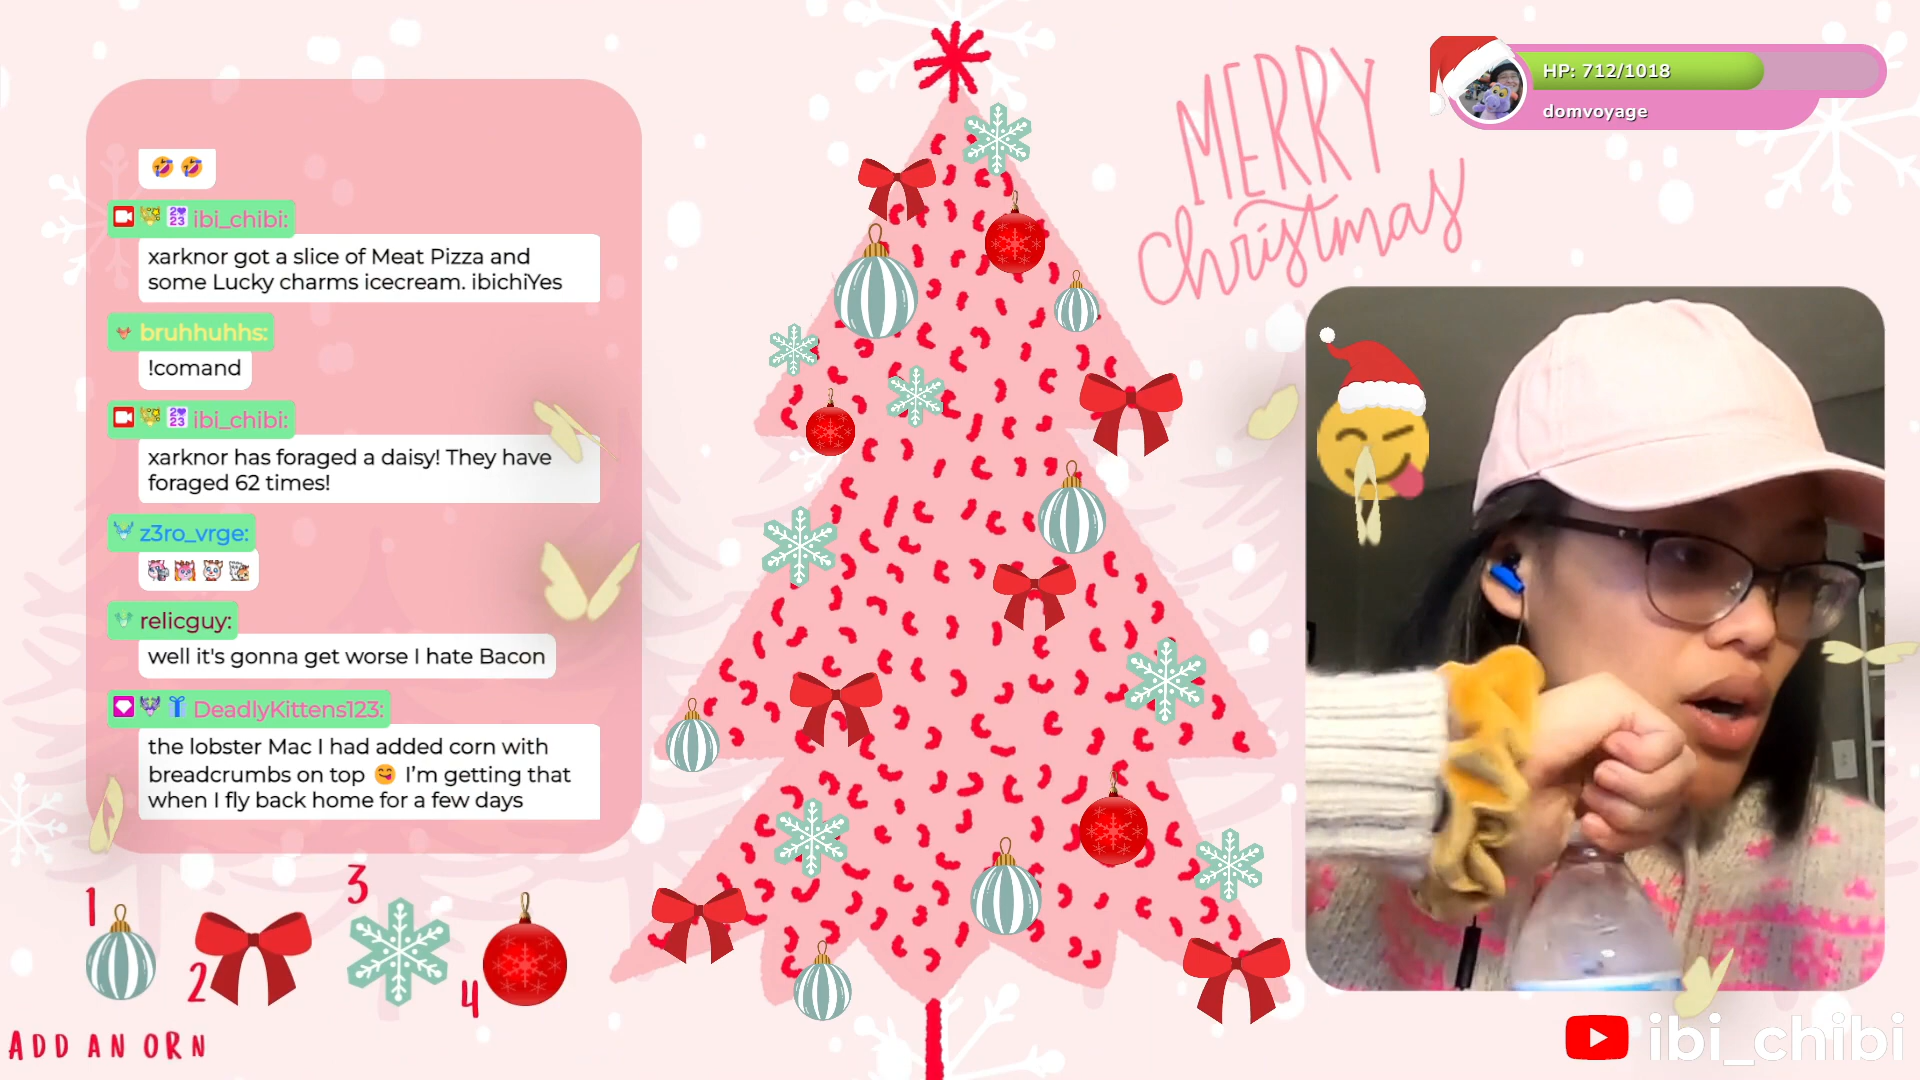 ibi_chibi:
xarknor got a slice of Meat Pizza and
some Lucky charms icecream. ibichiYes
bruhhuhhs:
!comand
ibi_chibi:
xarknor has foraged a daisy! They have
foraged 62 times!
z3ro_vrge:
relicguy:
well it's gonna get worse I hate Bacon
DeadlyKittens123:
the lobster Mac I had added corn with
breadcrumbs on top 😋 I'm getting that
when I fly back home for a few days
1
2
3
4
ADD AN ORN
MERRY
christmas
HP: 712/1018
domvoyage
ibi_chibi